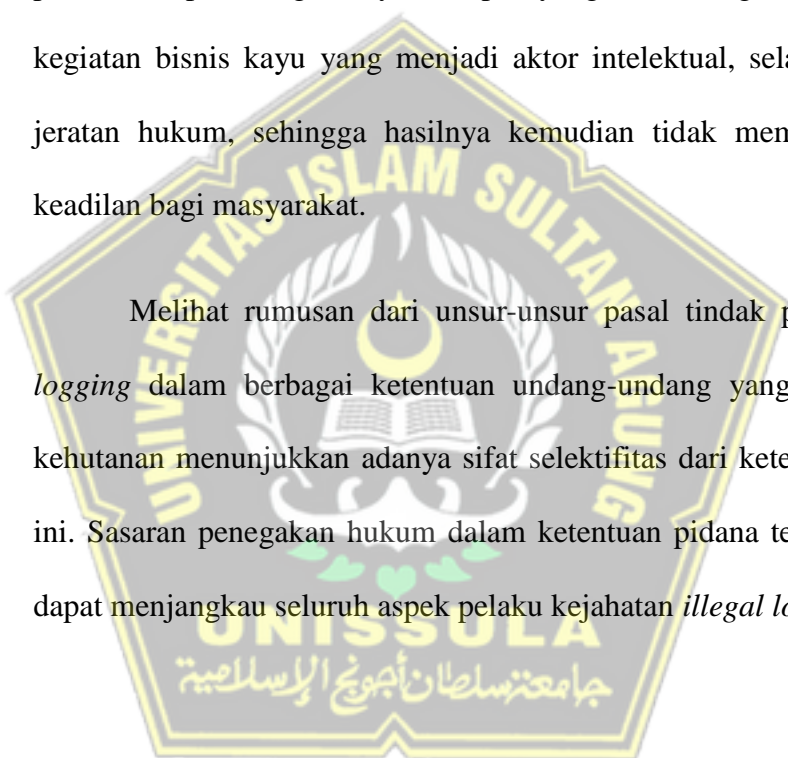 kegiatan bisnis kayu yang menjadi aktor intelektual, sela
jeratan hukum, sehingga hasilnya kemudian tidak mem
keadilan bagi masyarakat.
Melihat rumusan dari unsur-unsur pasal tindak p
logging dalam berbagai ketentuan undang-undang yang
kehutanan menunjukkan adanya sifat selektifitas dari kete
ini. Sasaran penegakan hukum dalam ketentuan pidana te
dapat menjangkau seluruh aspek pelaku kejahatan illegal lo
UNIVERSITAS ISLAM SULTAN AGUNG
UNISSULA
جامعتسلطان أجونج الإسلامية